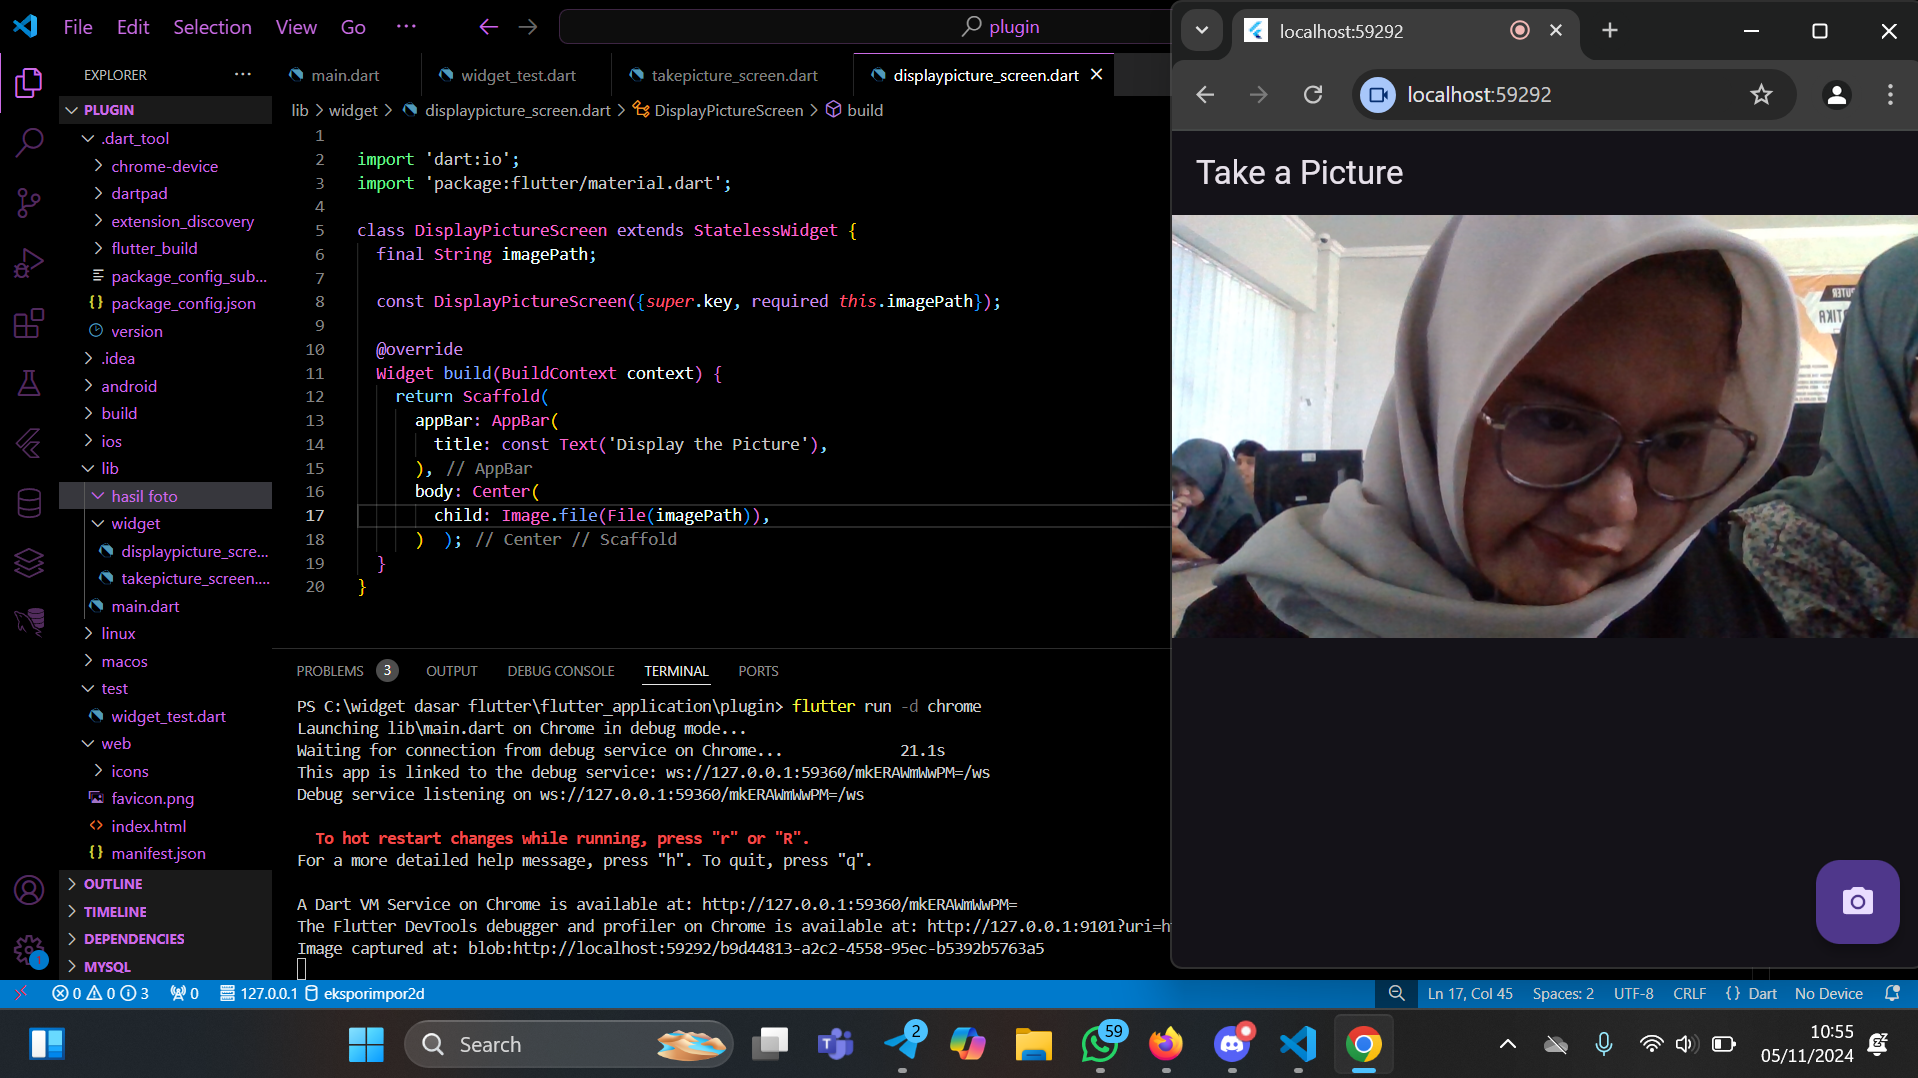 File Edit Selection View Go ··· plugin
EXPLORER ···
PLUGIN
.dart_tool
chrome-device
dartpad
extension_discovery
flutter_build
package_config_sub...
package_config.json
version
.idea
android
build
ios
lib
hasil foto
widget
displaypicture_scre...
takepicture_screen....
main.dart
linux
macos
test
widget_test.dart
web
icons
favicon.png
index.html
manifest.json
OUTLINE
TIMELINE
DEPENDENCIES
MYSQL
main.dart widget_test.dart takepicture_screen.dart displaypicture_screen.dart
lib > widget > displaypicture_screen.dart > DisplayPictureScreen > build
1
2 import 'dart:io';
3 import 'package:flutter/material.dart';
4
5 class DisplayPictureScreen extends StatelessWidget {
6 final String imagePath;
7
8 const DisplayPictureScreen({super.key, required this.imagePath});
9
10 @override
11 Widget build(BuildContext context) {
12 return Scaffold(
13 appBar: AppBar(
14 title: const Text('Display the Picture'),
15 ), // AppBar
16 body: Center(
17 child: Image.file(File(imagePath)),
18 ) ); // Center // Scaffold
19 }
20 }
PROBLEMS 3 OUTPUT DEBUG CONSOLE TERMINAL PORTS
PS C:\widget dasar flutter\flutter_application\plugin> flutter run -d chrome
Launching lib\main.dart on Chrome in debug mode...
Waiting for connection from debug service on Chrome... 21.1s
This app is linked to the debug service: ws://127.0.0.1:59360/mkERAWmWwPM=/ws
Debug service listening on ws://127.0.0.1:59360/mkERAWmWwPM=/ws
To hot restart changes while running, press "r" or "R".
For a more detailed help message, press "h". To quit, press "q".
A Dart VM Service on Chrome is available at: http://127.0.0.1:59360/mkERAWmWwPM=
The Flutter DevTools debugger and profiler on Chrome is available at: http://127.0.0.1:9101?uri=h
Image captured at: blob:http://localhost:59292/b9d44813-a2c2-4558-95ec-b5392b5763a5
localhost:59292
localhost:59292
Take a Picture
0 0 3 0 127.0.0.1 eksporimpor2d Ln 17, Col 45 Spaces: 2 UTF-8 CRLF {} Dart No Device
Search 2 59 10:55
05/11/2024